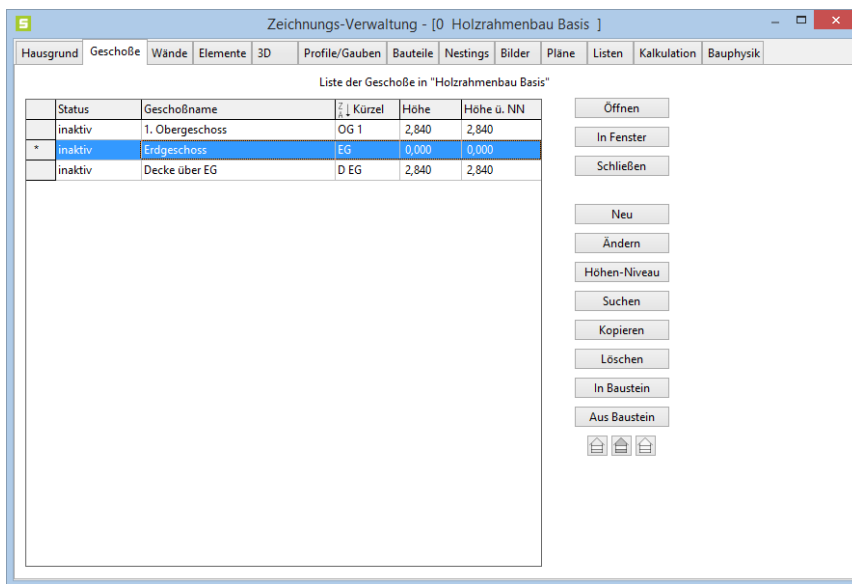 S
Zeichnungs-Verwaltung - [0 Holzrahmenbau Basis ]
Hausgrund Geschoße Wände Elemente 3D Profile/Gauben Bauteile Nestings Bilder Pläne Listen Kalkulation Bauphysik
Liste der Geschoße in "Holzrahmenbau Basis"
Status Geschoßname Z A ↓ Kürzel Höhe Höhe ü. NN
inaktiv 1. Obergeschoss OG 1 2,840 2,840
* inaktiv Erdgeschoss EG 0,000 0,000
inaktiv Decke über EG D EG 2,840 2,840
Öffnen
In Fenster
Schließen
Neu
Ändern
Höhen-Niveau
Suchen
Kopieren
Löschen
In Baustein
Aus Baustein